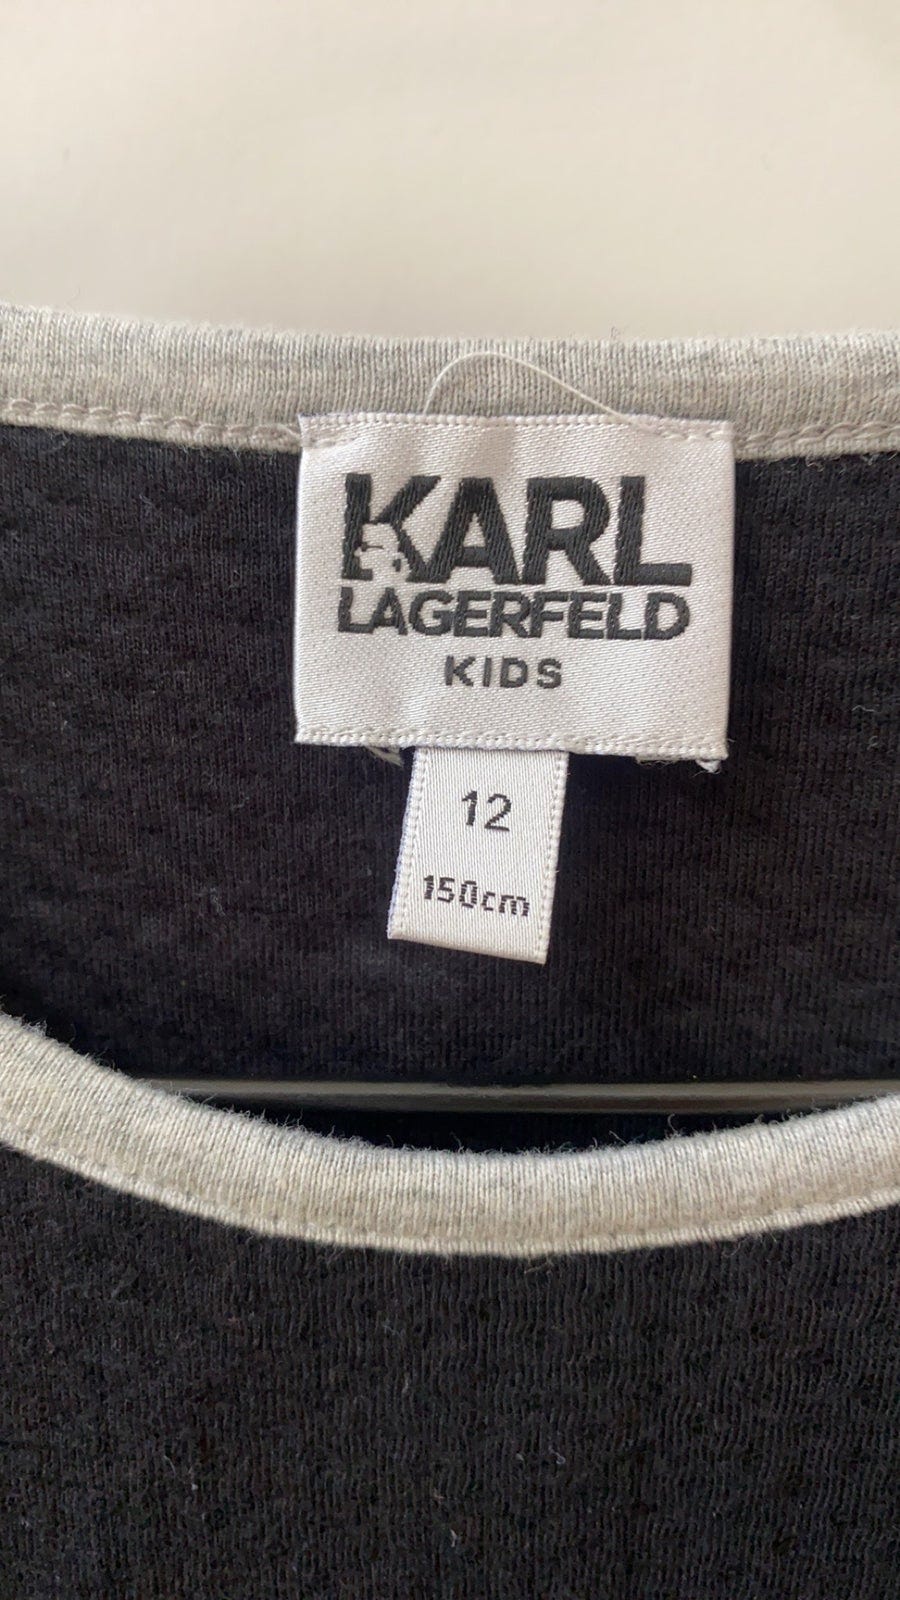 KARL
LAGERFELD
KIDS
12
150cm